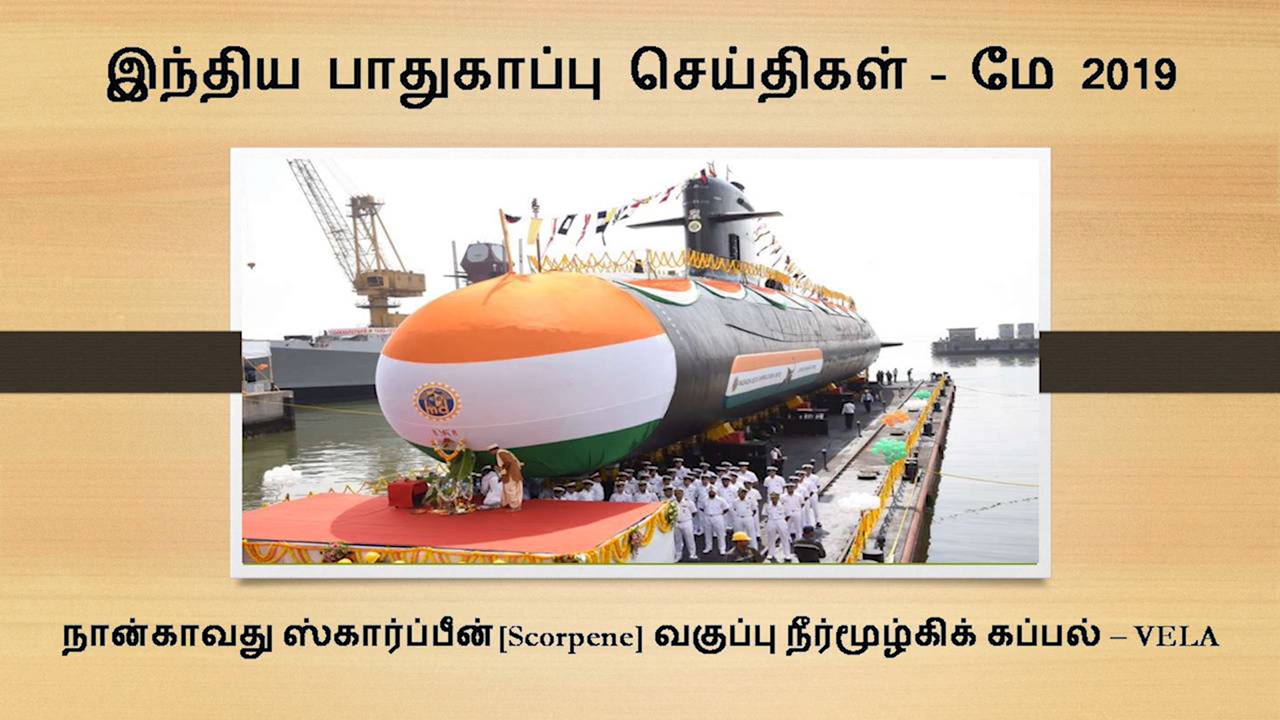 இந்திய பாதுகாப்பு செய்திகள் - மே 2019
நான்காவது ஸ்கார்ப்பீன் [Scorpene] வகுப்பு நீர்மூழ்கிக் கப்பல் – VELA